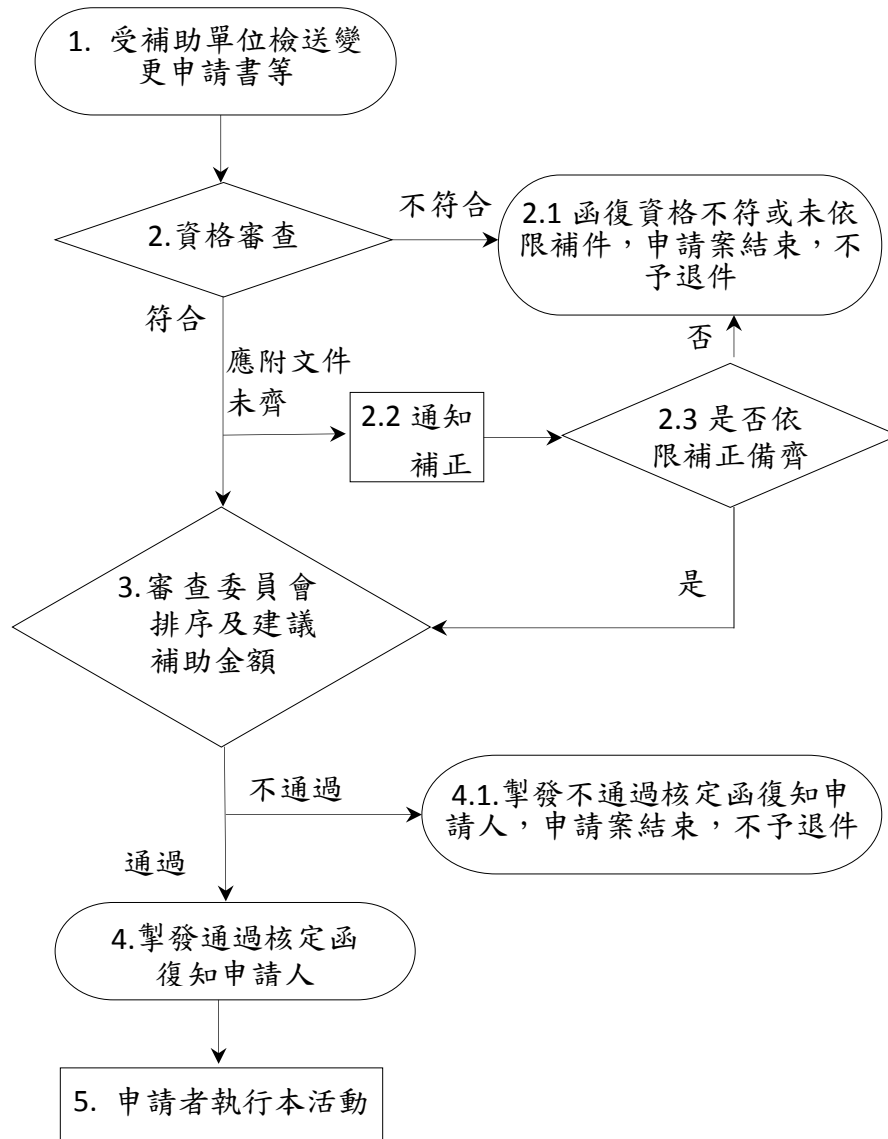 1. 受補助單位檢送變
更申請書等
2.資格審查
不符合
2.1 函復資格不符或未依
限補件，申請案結束，不
予退件
符合
否
應附文件
未齊
2.2 通知
補正
2.3 是否依
限補正備齊
是
3.審查委員會
排序及建議
補助金額
不通過
4.1.掣發不通過核定函復知申
請人，申請案結束，不予退件
通過
4.掣發通過核定函
復知申請人
5. 申請者執行本活動